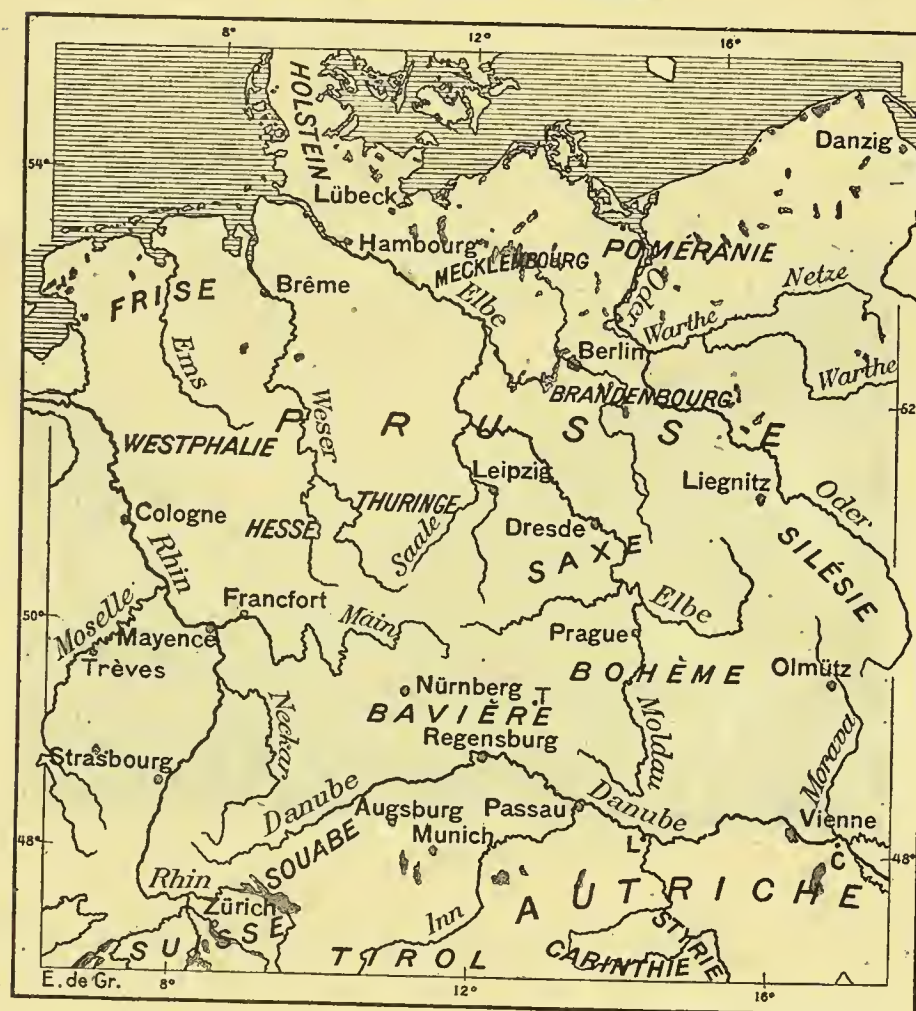 8°
12°
16°
HOLSTEIN
Danzig
54°
Lübeck
Hambourg
MECKLEMBOURG
POMÉRANIE
Oder
Netze
FRISE
Brême
Elbe
Warthe
Ems
Berlin
Warthe
BRANDENBOURG
52°
Weser
PRUSSE
WESTPHALIE
Leipzig
Liegnitz
Oder
Cologne
THURINGE
HESSE
Saale
Dresde
SAXE
SILÉSIE
Rhin
50°
Moselle
Francfort
Main
Elbe
Mayence
Prague
Trèves
BOHÈME
Olmütz
Nürnberg
T
BAVIÈRE
Neckar
Moldau
Regensburg
Morava
Strasbourg
Danube
Augsburg
Passau
Danube
48°
Munich
L.
Vienne
C
48°
SOUABE
Rhin
Zürich
AUTRICHE
SUISSE
Inn
STYRIE
TIROL
CARINTHIE
E. de Gr.
8°
12°
16°